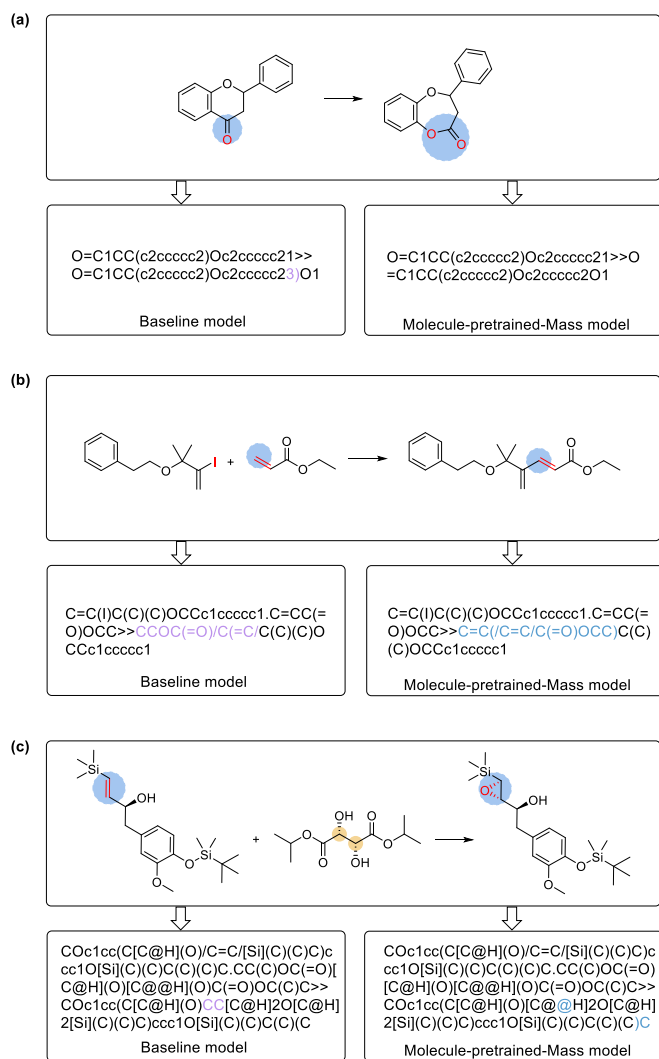 (a)
O
O
O
O
O
O=C1CC(c2ccccc2)Oc2ccccc21>>
O=C1CC(c2ccccc2)Oc2ccccc23)O1
Baseline model
O=C1CC(c2ccccc2)Oc2ccccc21>>O
=C1CC(c2ccccc2)Oc2ccccc2O1
Molecule-pretrained-Mass model
(b)
O
I
+
O
O
O
O
O
C=C(I)C(C)(C)OCCc1ccccc1.C=CC(=
O)OCC>>CCOC(=O)/C(=C/C(C)(C)O
CCc1ccccc1
Baseline model
C=C(I)C(C)(C)OCCc1ccccc1.C=CC(=
O)OCC>>C=C(/C=C/C(=O)OCC)C(C)
(C)OCCc1ccccc1
Molecule-pretrained-Mass model
(c)
Si
OH
O
Si
O
+
O
O
OH
OH
O
O
Si
O
OH
O
Si
O
COc1cc(C[C@H](O)/C=C/[Si](C)(C)C)c
cc1O[Si](C)(C)C(C)(C)C.CC(C)OC(=O)[
C@H](O)[C@@H](O)C(=O)OC(C)C>>
COc1cc(C[C@H](O)CC[C@H]2O[C@H]
2[Si](C)(C)C)ccc1O[Si](C)(C)C(C)(C
Baseline model
COc1cc(C[C@H](O)/C=C/[Si](C)(C)C)c
cc1O[Si](C)(C)C(C)(C)C.CC(C)OC(=O)
[C@H](O)[C@@H](O)C(=O)OC(C)C>>
COc1cc(C[C@H](O)[C@@H]2O[C@H]
2[Si](C)(C)C)ccc1O[Si](C)(C)C(C)(C)C
Molecule-pretrained-Mass model